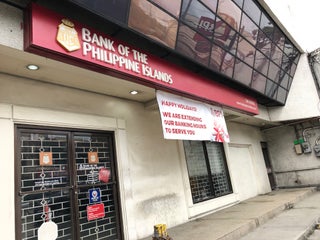 BANK OF THE
PHILIPPINE ISLANDS
HAPPY HOLIDAYS!
WE ARE EXTENDING
OUR BANKING HOURS
TO SERVE YOU